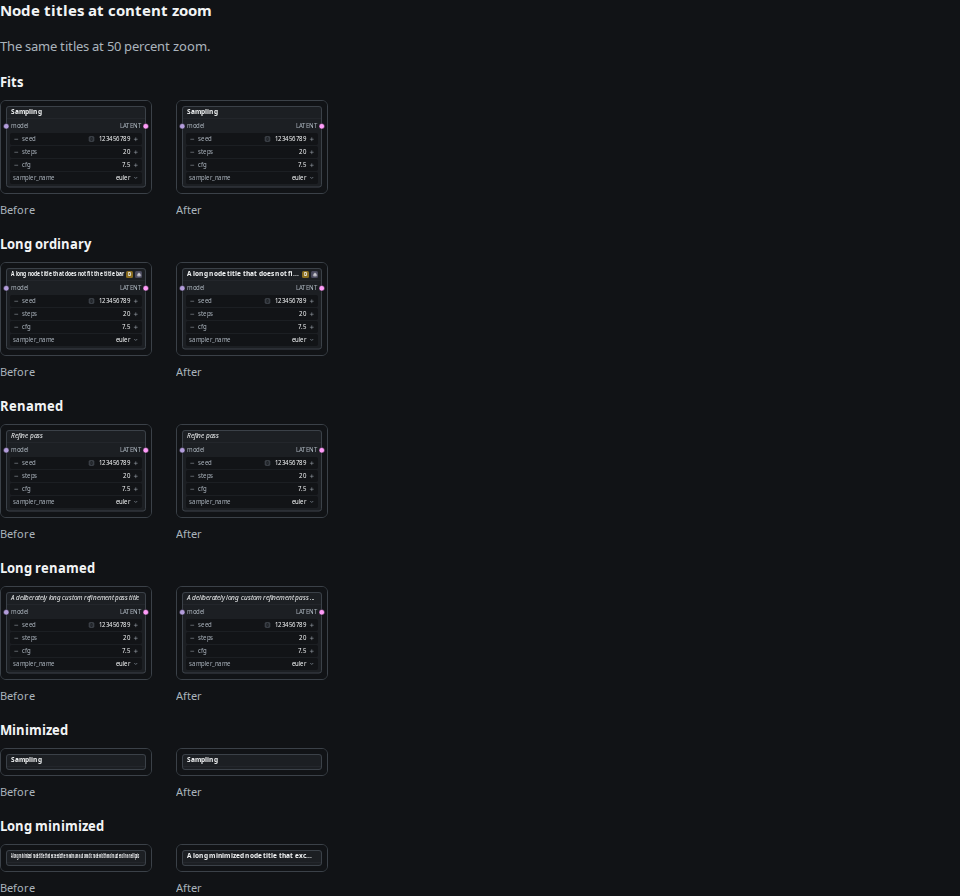 Node titles at content zoom
The same titles at 50 percent zoom.
Fits
Sampling Sampling
model LATENT model LATENT
− seed 123456789 + − seed 123456789 +
− steps 20 + − steps 20 +
− cfg 7.5 + − cfg 7.5 +
sampler_name euler sampler_name euler
Before After
Long ordinary
A long node title that does not fit the title bar A long node title that does not fi...
model LATENT model LATENT
− seed 123456789 + − seed 123456789 +
− steps 20 + − steps 20 +
− cfg 7.5 + − cfg 7.5 +
sampler_name euler sampler_name euler
Before After
Renamed
Refine pass Refine pass
model LATENT model LATENT
− seed 123456789 + − seed 123456789 +
− steps 20 + − steps 20 +
− cfg 7.5 + − cfg 7.5 +
sampler_name euler sampler_name euler
Before After
Long renamed
A deliberately long custom refinement pass title A deliberately long custom refinement pass ...
model LATENT model LATENT
− seed 123456789 + − seed 123456789 +
− steps 20 + − steps 20 +
− cfg 7.5 + − cfg 7.5 +
sampler_name euler sampler_name euler
Before After
Minimized
Sampling Sampling
Before After
Long minimized
A long minimized node title that exc...
Before After